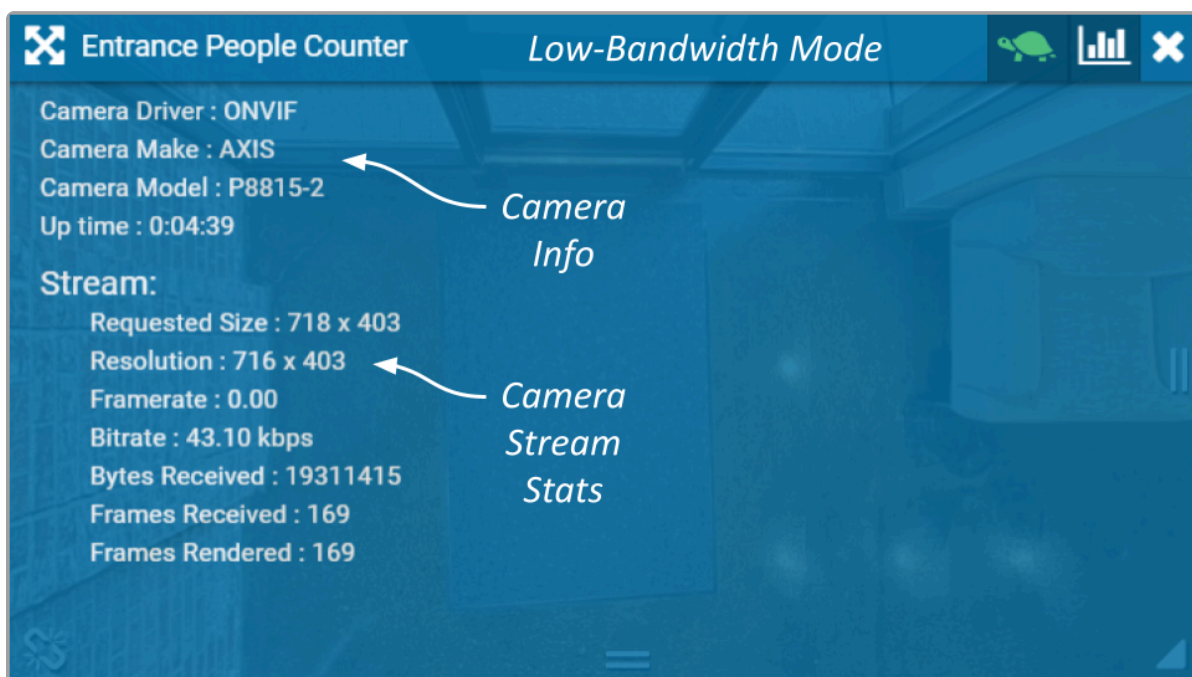 Entrance People Counter
Low-Bandwidth Mode
Camera Driver : ONVIF
Camera Make : AXIS
Camera Model : P8815-2
Up time : 0:04:39
Camera
Info
Stream:
Requested Size : 718 x 403
Resolution : 716 x 403
Framerate : 0.00
Bitrate : 43.10 kbps
Bytes Received : 19311415
Frames Received : 169
Frames Rendered : 169
Camera
Stream
Stats